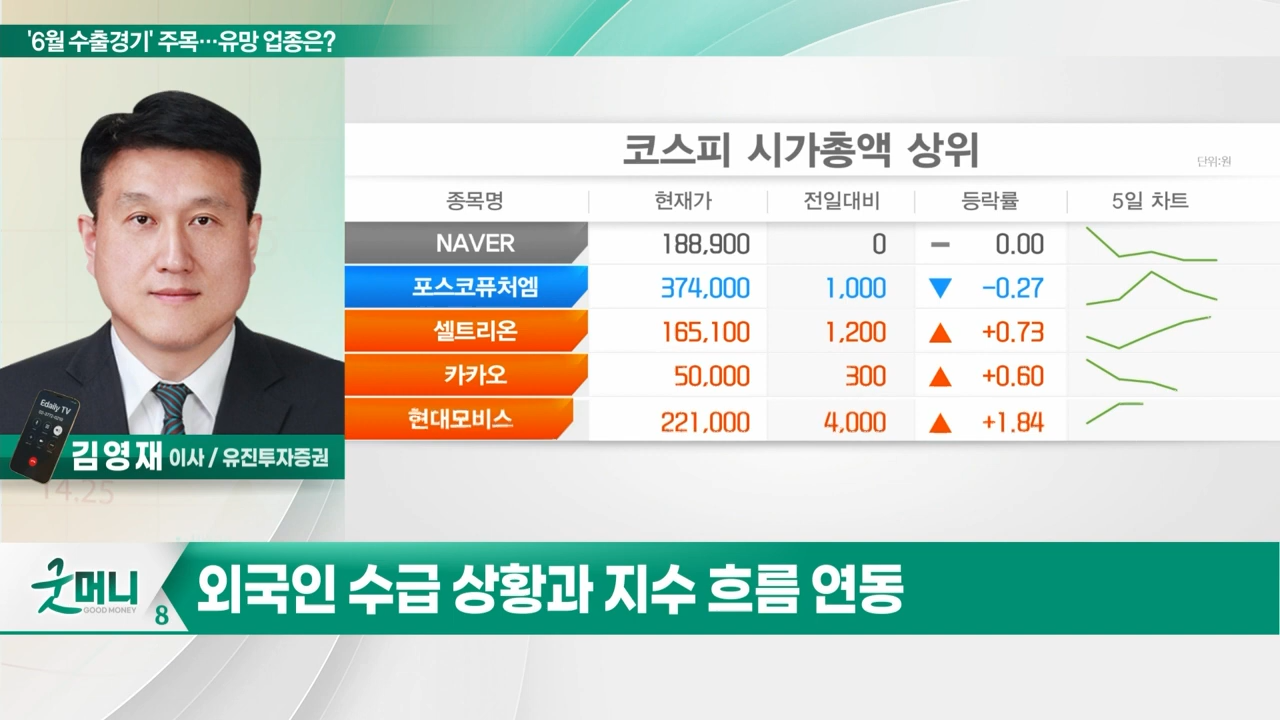 '6월 수출경기' 주목…유망 업종은?
코스피 시가총액 상위
단위:원
종목명 현재가 전일대비 등락률 5일 차트
NAVER 188,900 0 – 0.00
포스코퓨처엠 374,000 1,000 ▼ -0.27
셀트리온 165,100 1,200 ▲ +0.73
카카오 50,000 300 ▲ +0.60
현대모비스 221,000 4,000 ▲ +1.84
Edaily TV
김영재 이사 / 유진투자증권
14.25
굿머니
GOOD MONEY
8
외국인 수급 상황과 지수 흐름 연동